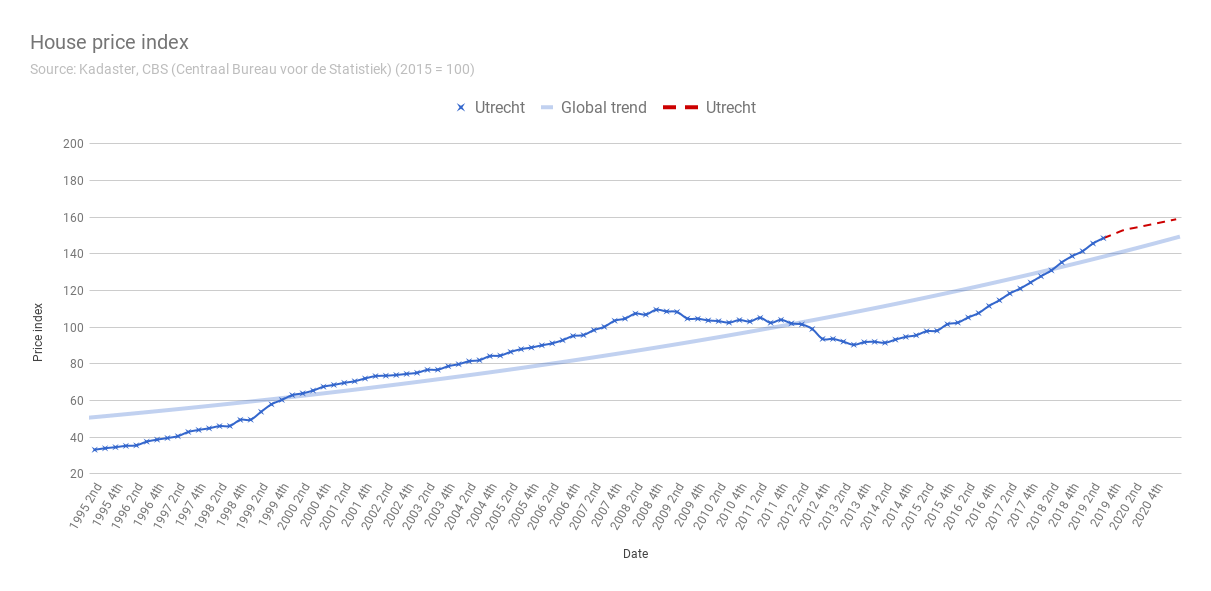 House price index
Source: Kadaster, CBS (Centraal Bureau voor de Statistiek) (2015 = 100)
Utrecht Global trend Utrecht
200
180
160
140
120
100
80
60
40
20
Price index
1995 2nd 1995 4th 1996 2nd 1996 4th 1997 2nd 1997 4th 1998 2nd 1998 4th 1999 2nd 1999 4th 2000 2nd 2000 4th 2001 2nd 2001 4th 2002 2nd 2002 4th 2003 2nd 2003 4th 2004 2nd 2004 4th 2005 2nd 2005 4th 2006 2nd 2006 4th 2007 2nd 2007 4th 2008 2nd 2008 4th 2009 2nd 2009 4th 2010 2nd 2010 4th 2011 2nd 2011 4th 2012 2nd 2012 4th 2013 2nd 2013 4th 2014 2nd 2014 4th 2015 2nd 2015 4th 2016 2nd 2016 4th 2017 2nd 2017 4th 2018 2nd 2018 4th 2019 2nd 2019 4th 2020 2nd 2020 4th
Date